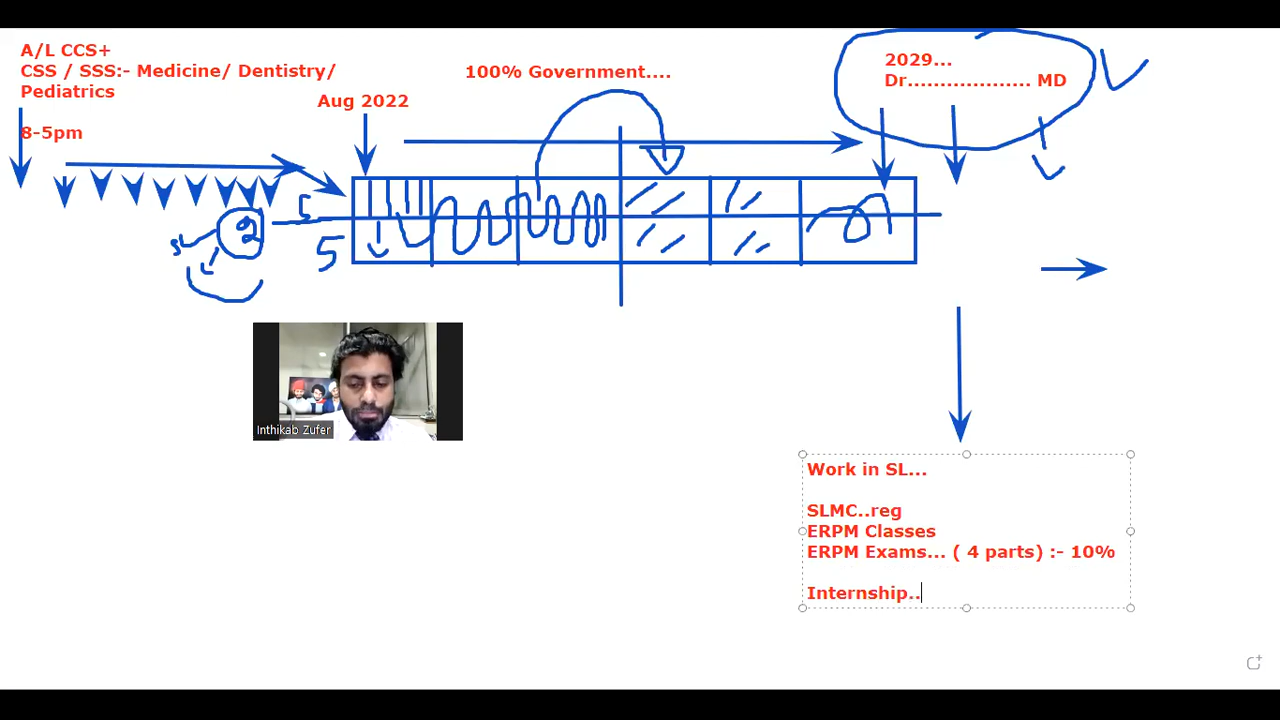 A/L CCS+
CSS / SSS:- Medicine/ Dentistry/
Pediatrics
8-5pm
Aug 2022
100% Government....
2029...
Dr.................... MD
2
5
5
Inthikab Zufer
Work in SL...
SLMC..reg
ERPM Classes
ERPM Exams... ( 4 parts) :- 10%
Internship..